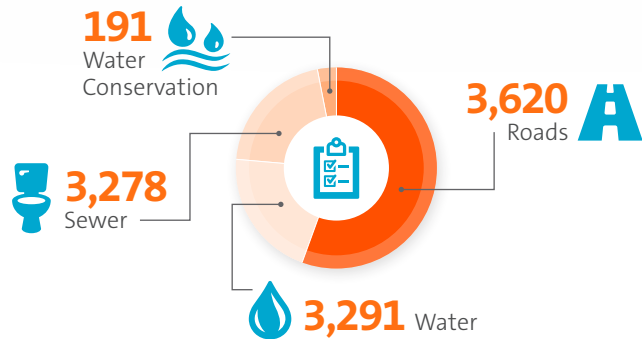 191
Water
Conservation
3,620
Roads
3,278
Sewer
3,291 Water